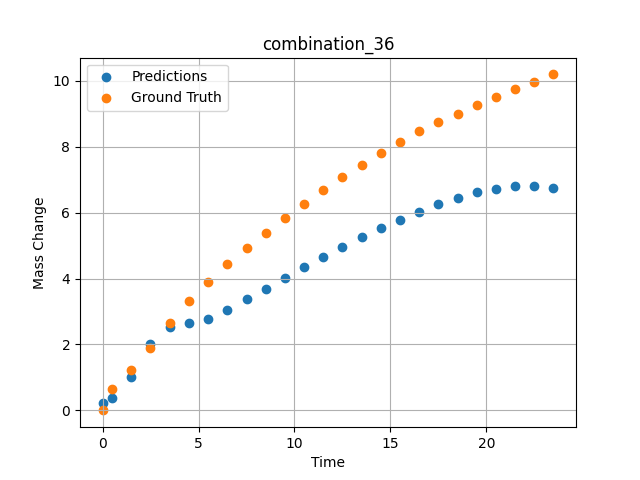 combination_36
Predictions
Ground Truth
10
8
6
4
2
0
Mass Change
0 5 10 15 20
Time